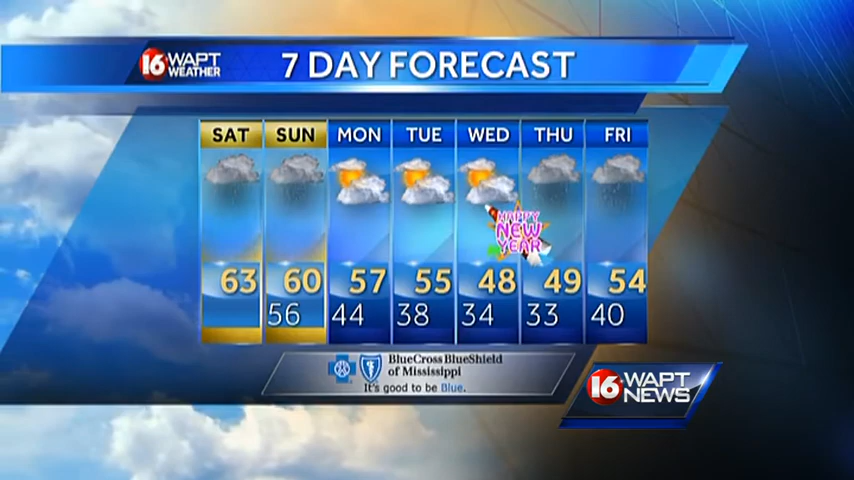 16 WAPT WEATHER
7 DAY FORECAST
SAT SUN MON TUE WED THU FRI
HAPPY
NEW
YEAR
63 60 57 55 48 49 54
56 44 38 34 33 40
BlueCross BlueShield
of Mississippi
It's good to be Blue.
16 WAPT
NEWS